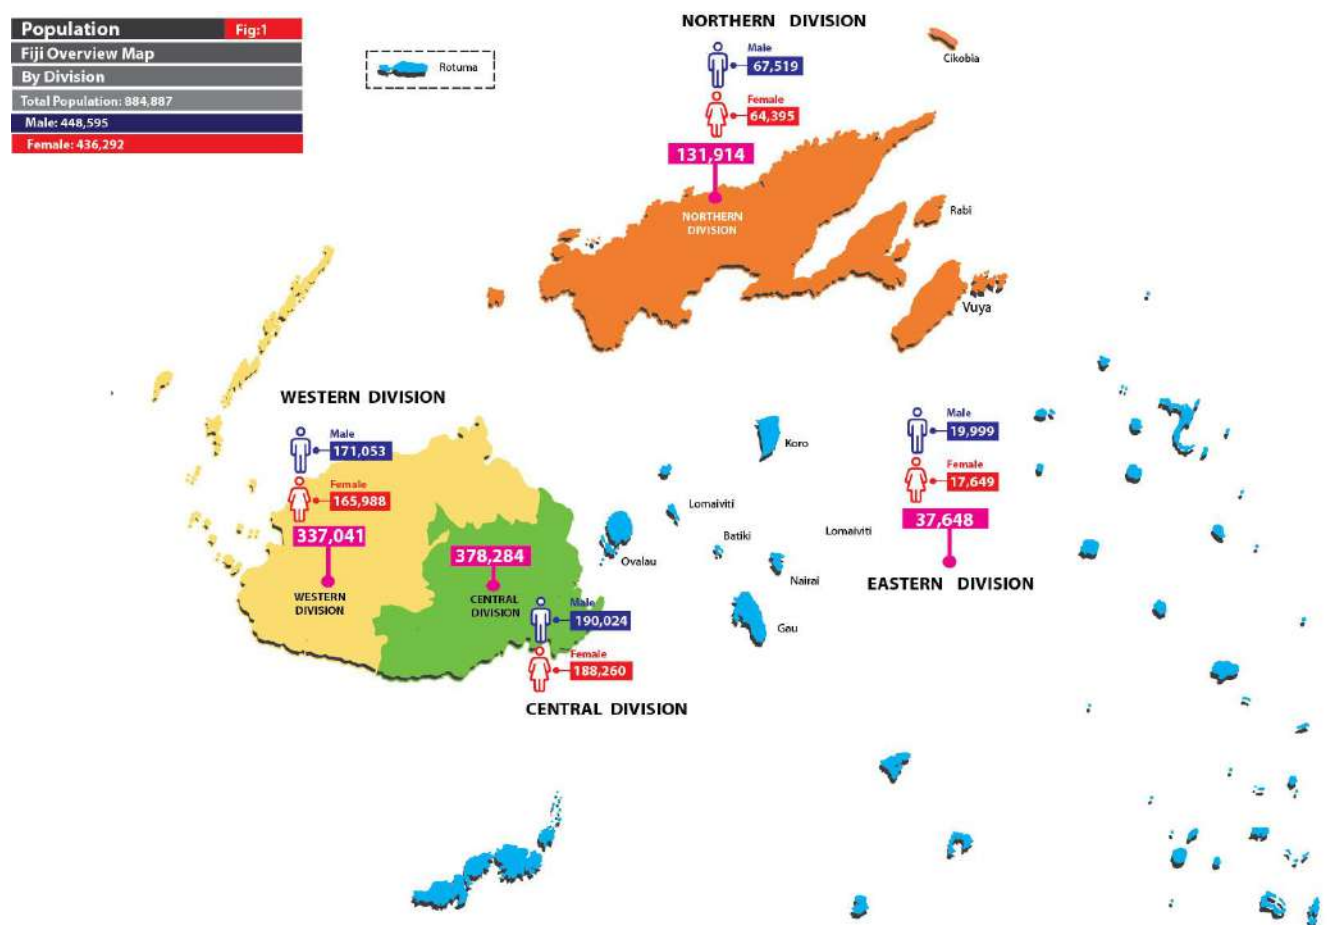 Population
Fig:1
Fiji Overview Map
By Division
Total Population: 884,887
Male: 448,595
Female: 436,292
Rotuma
NORTHERN DIVISION
Male
67,519
Female
64,395
131,914
NORTHERN
DIVISION
Cikobia
Rabi
Vuya
WESTERN DIVISION
Male
171,053
Female
165,988
337,041
WESTERN
DIVISION
378,284
CENTRAL
DIVISION
Male
190,024
Female
188,260
CENTRAL DIVISION
Koro
Lomaiviti
Ovalau
Batiki
Nairai
Gau
Lomaiviti
Male
19,999
Female
17,649
37,648
EASTERN DIVISION